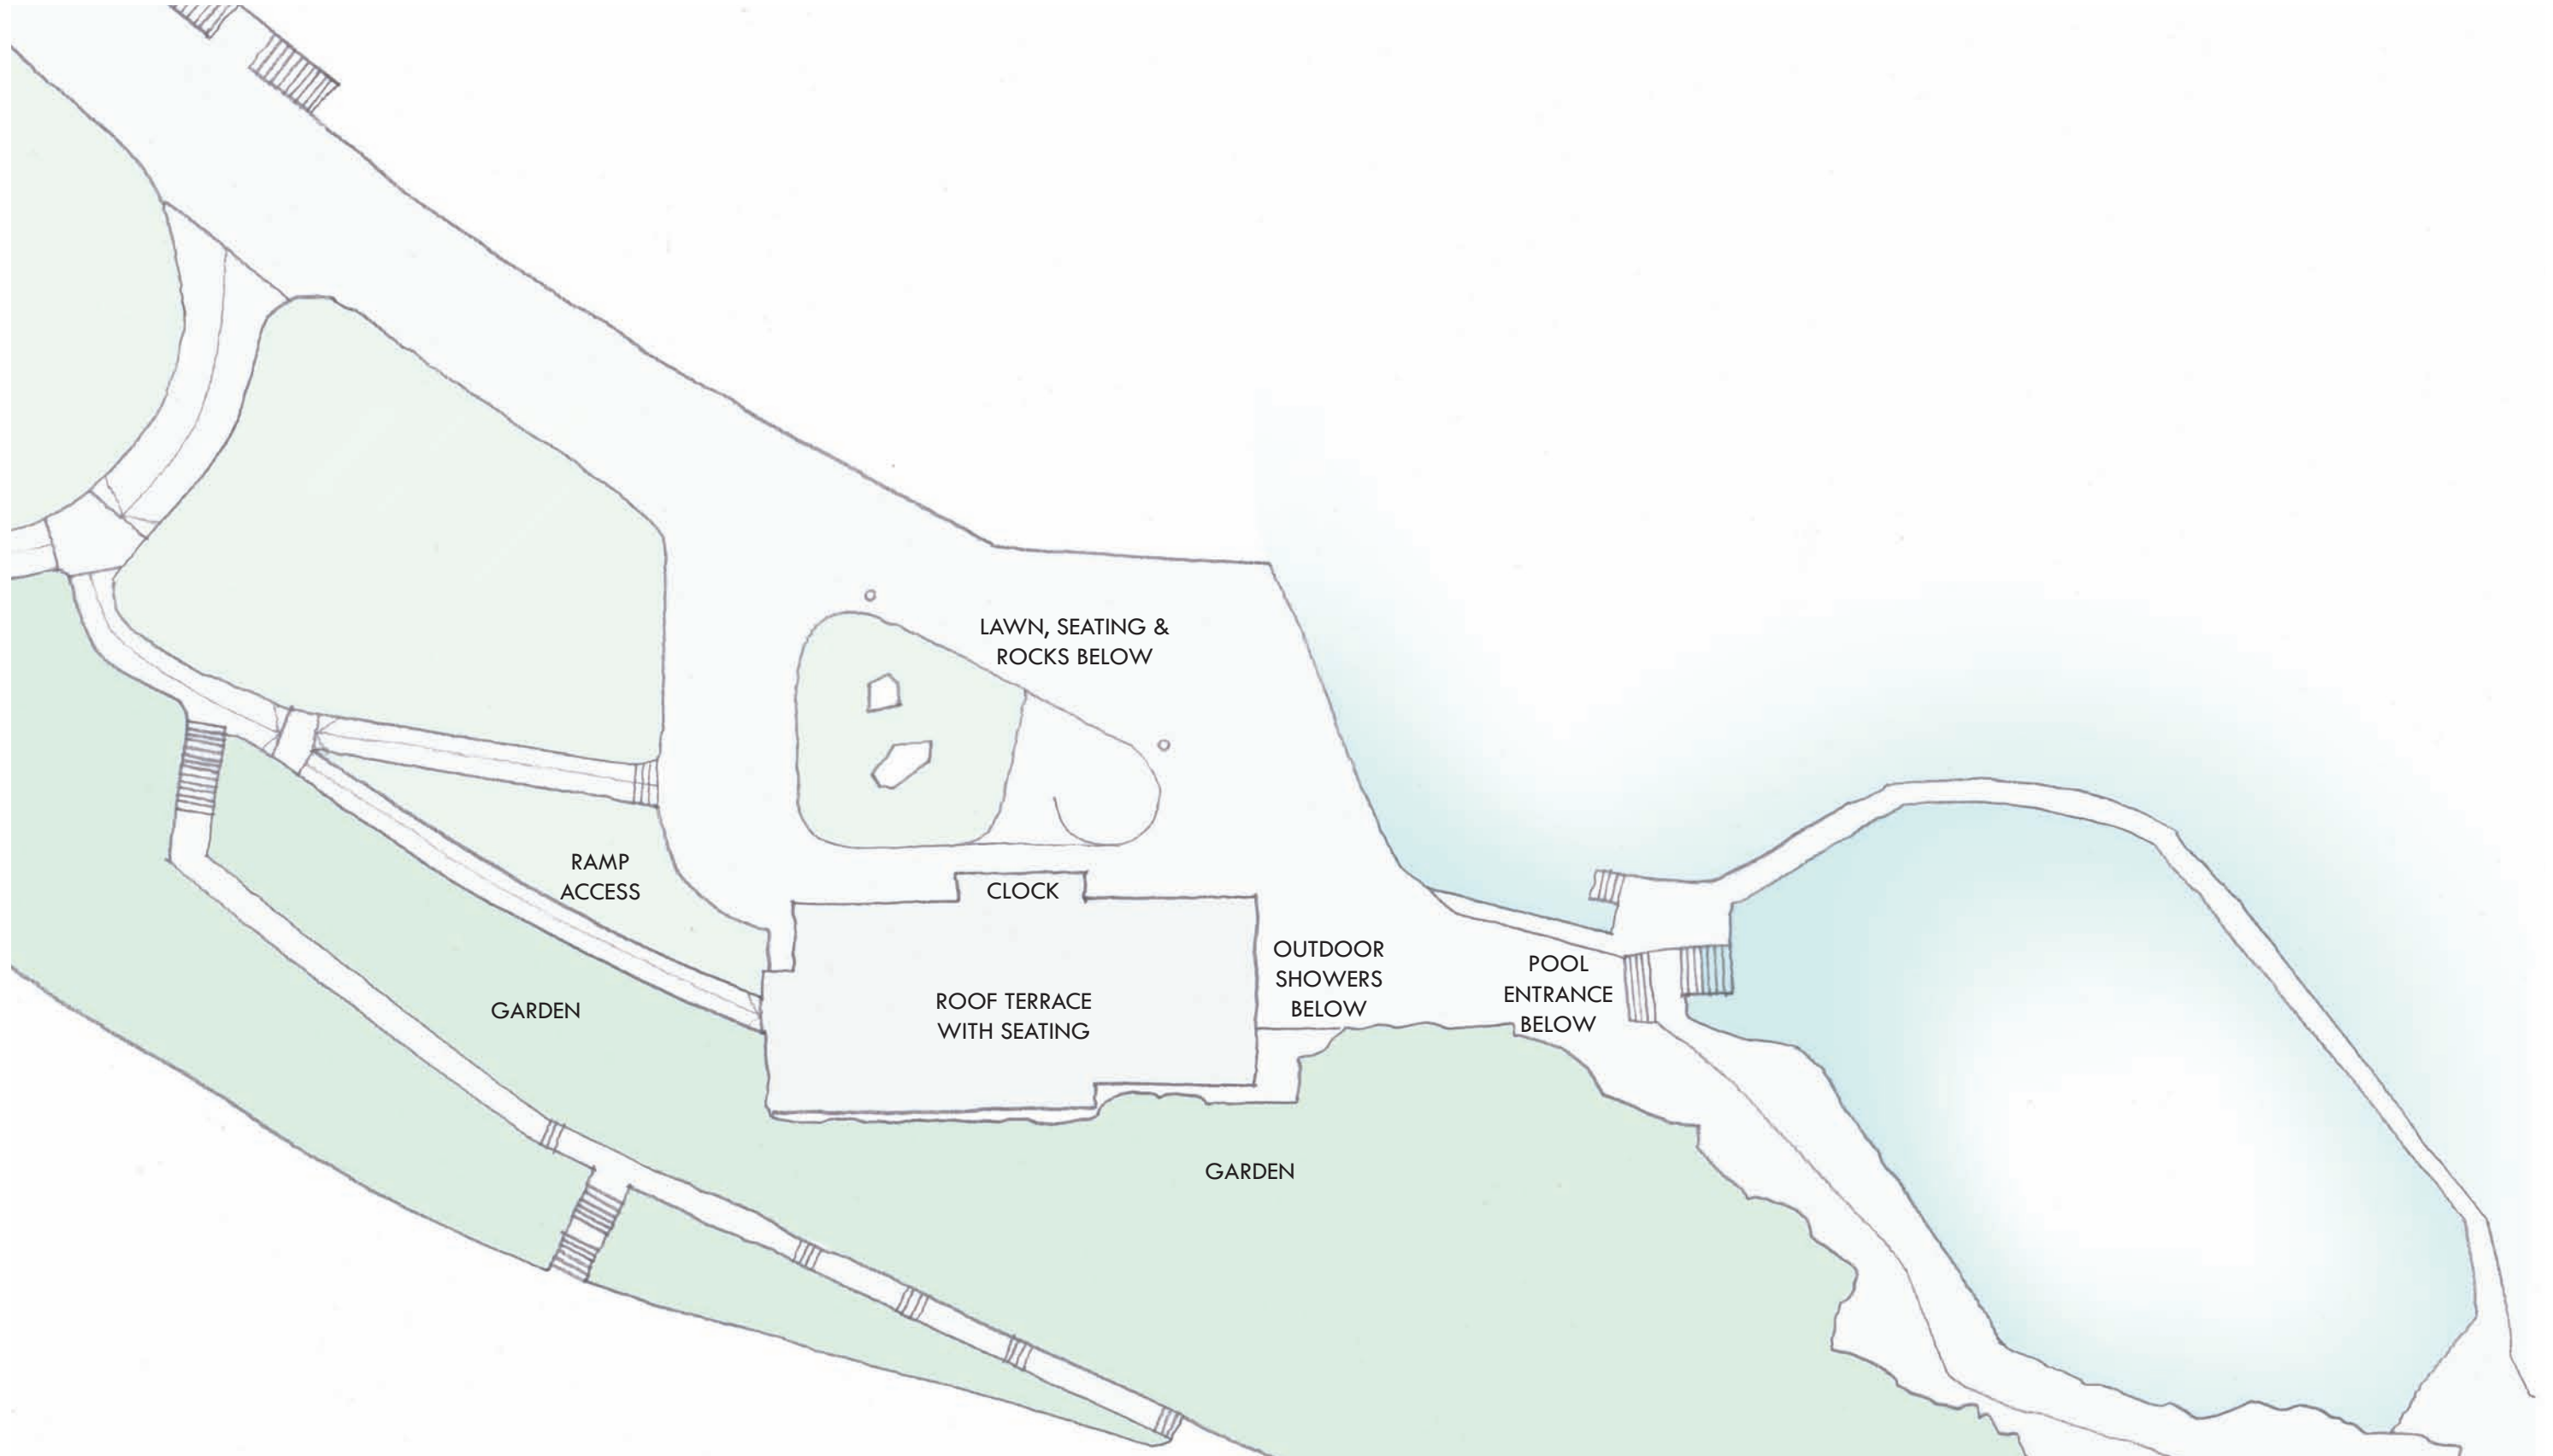 LAWN, SEATING &
ROCKS BELOW
RAMP
ACCESS
CLOCK
OUTDOOR
SHOWERS
BELOW
POOL
ENTRANCE
BELOW
GARDEN
ROOF TERRACE
WITH SEATING
GARDEN